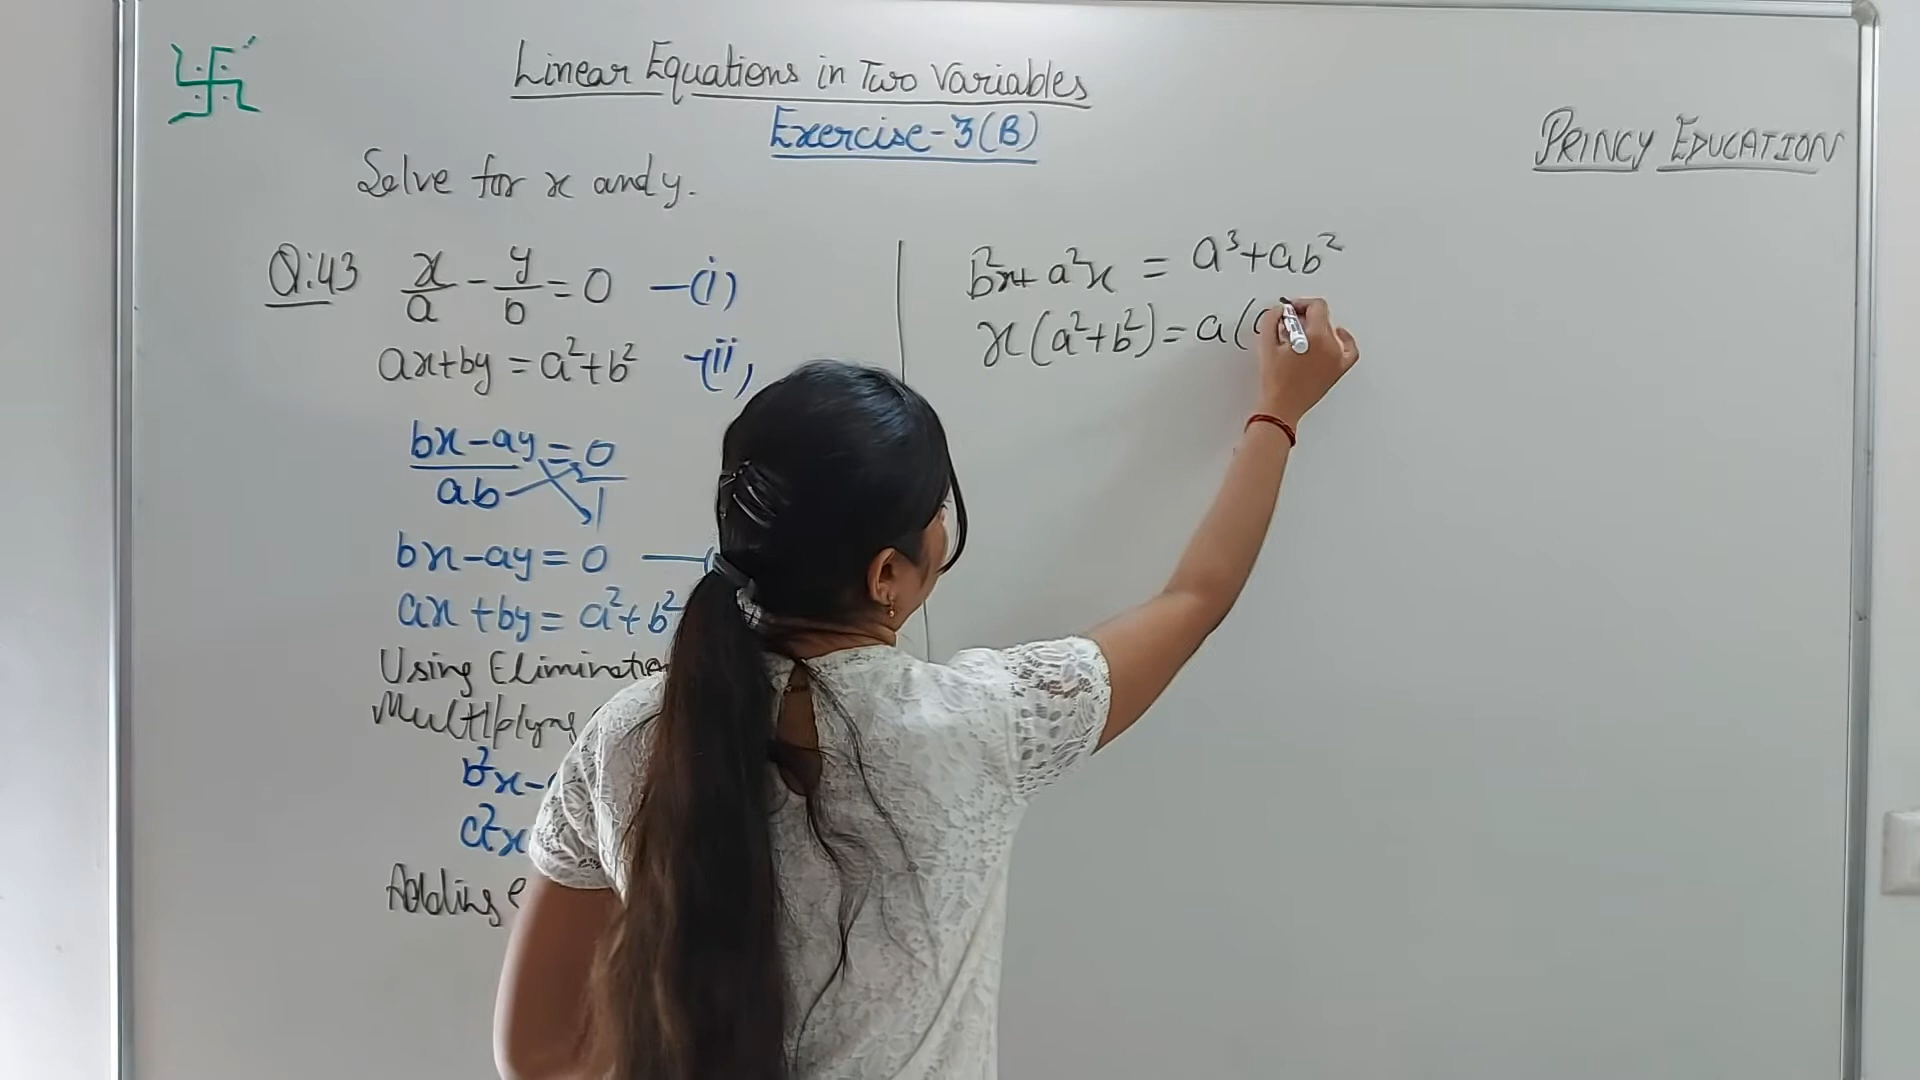 Linear Equations in Two Variables
Exercise-3(B)
PRINCY EDUCATION
Solve for x and y.
Q:43 x/a - y/b = 0 —(i)
ax+by = a²+b² -(ii)
bx-ay/ab = 0/1
bx-ay = 0 —(
ax +by = a²+b²
Using Elimination
Multiplying
b²x-
a²x
Adding e
b²x+ a²x = a³+ab²
x(a²+b²) = a(